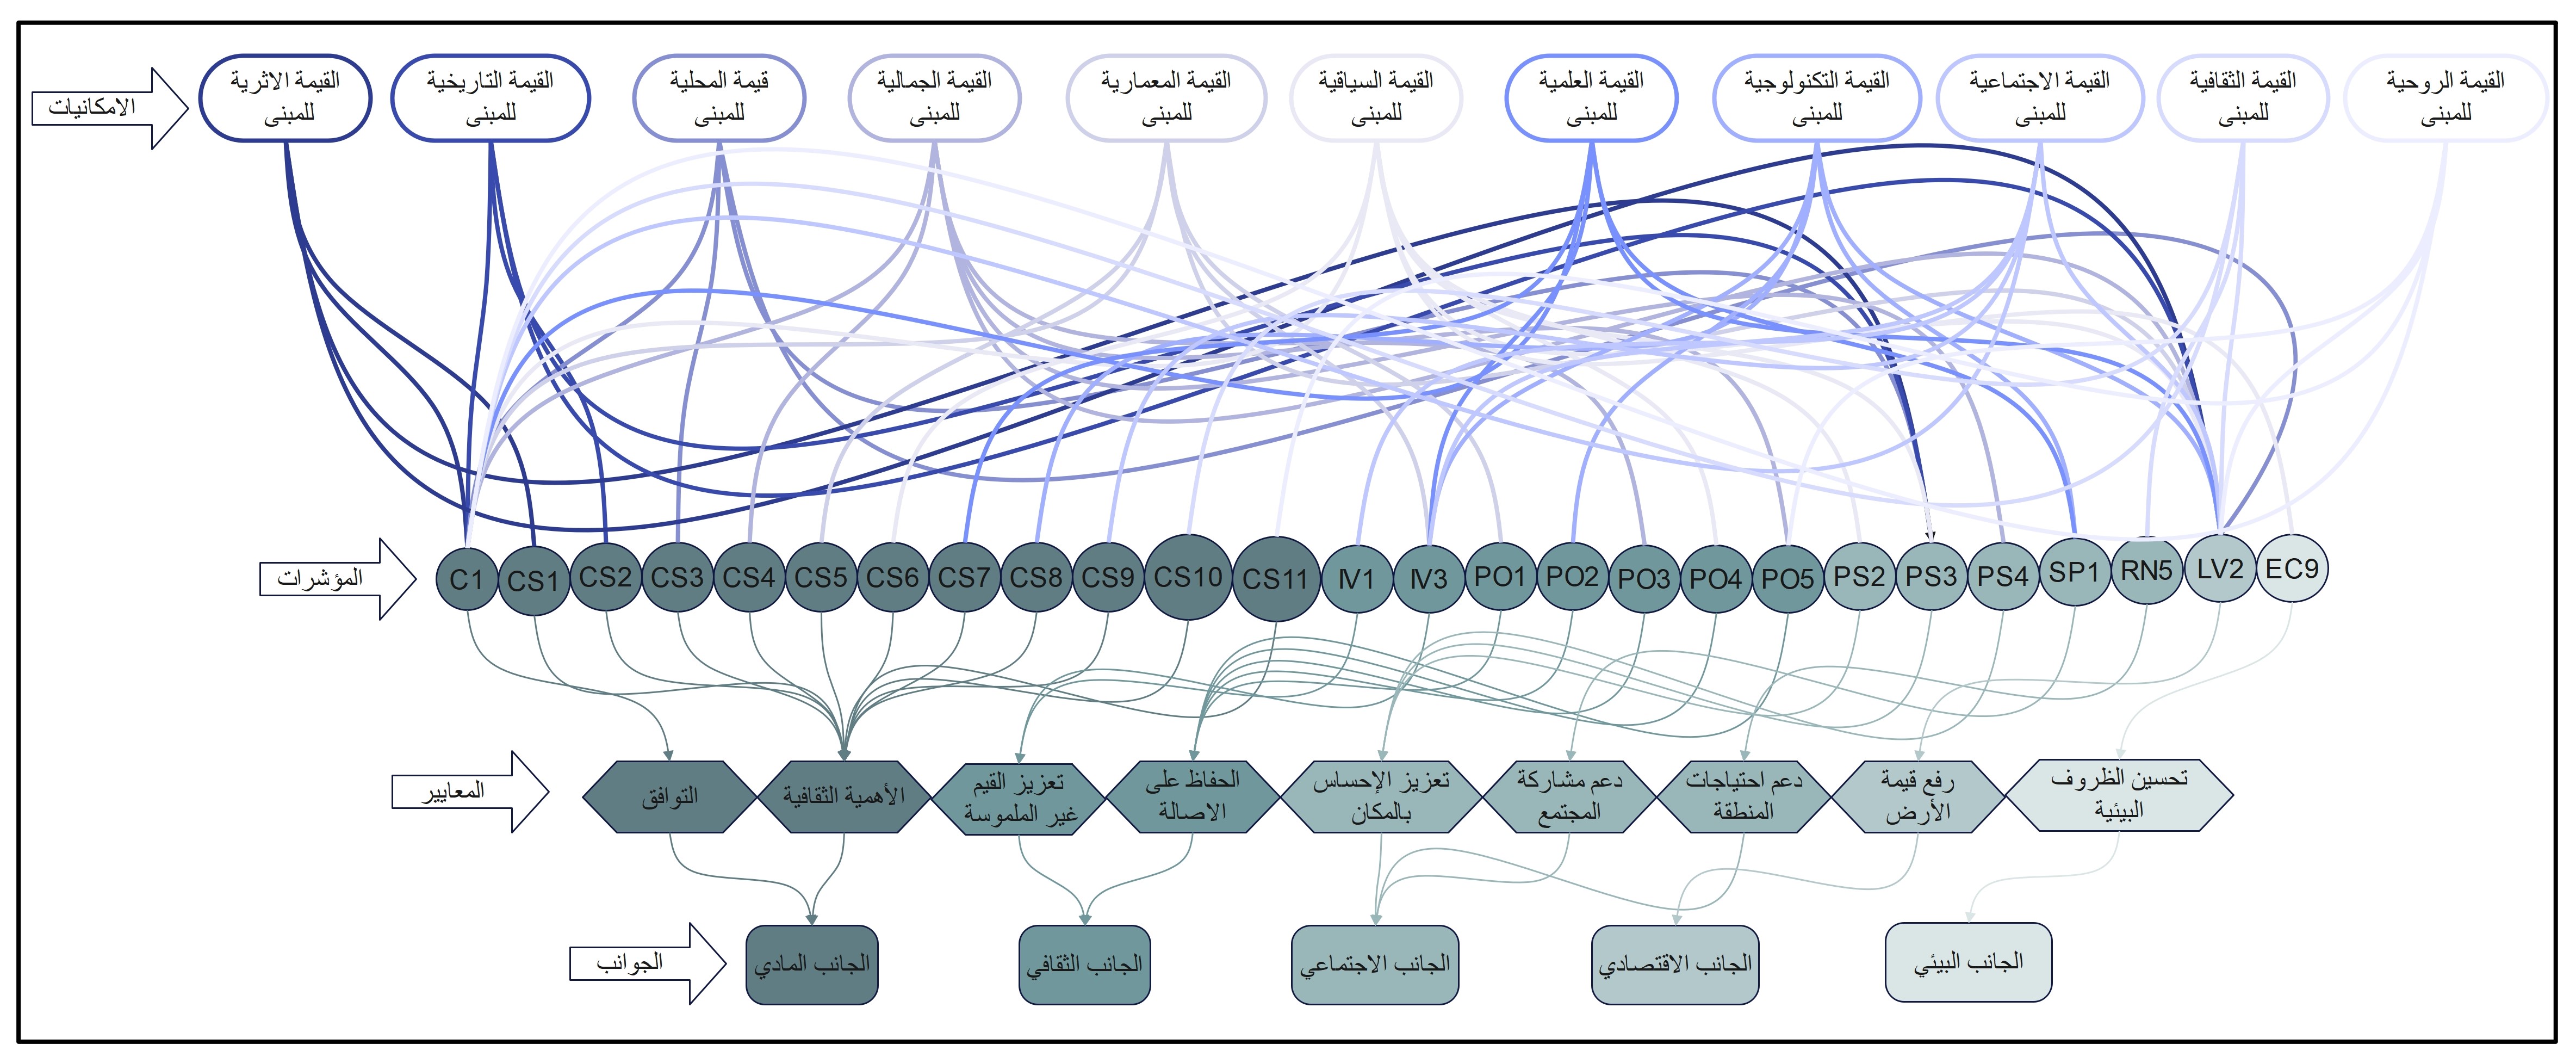 الامكانيات
القيمة الاثرية
للمبنى
القيمة التاريخية
للمبنى
قيمة المحلية
للمبنى
القيمة الجمالية
للمبنى
القيمة المعمارية
للمبنى
القيمة السياقية
للمبنى
القيمة العلمية
للمبنى
القيمة التكنولوجية
للمبنى
القيمة الاجتماعية
للمبنى
القيمة الثقافية
للمبنى
القيمة الروحية
للمبنى
المؤشرات
C1
CS1
CS2
CS3
CS4
CS5
CS6
CS7
CS8
CS9
CS10
CS11
IV1
IV3
PO1
PO2
PO3
PO4
PO5
PS2
PS3
PS4
SP1
RN5
LV2
EC9
المعايير
التوافق
الأهمية الثقافية
تعزيز القيم
غير الملموسة
الحفاظ على
الاصالة
تعزيز الإحساس
بالمكان
دعم مشاركة
المجتمع
دعم احتياجات
المنطقة
رفع قيمة
الأرض
تحسين الظروف
البيئية
الجوانب
الجانب المادي
الجانب الثقافي
الجانب الاجتماعي
الجانب الاقتصادي
الجانب البيئي